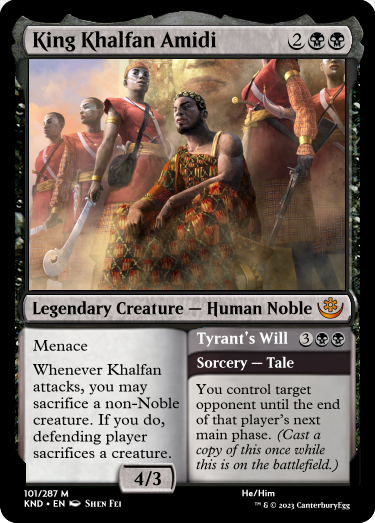 King Khalfan Amidi 2
Legendary Creature — Human Noble
Menace
Whenever Khalfan
attacks, you may
sacrifice a non-Noble
creature. If you do,
defending player
sacrifices a creature.
4/3
Tyrant's Will 3
Sorcery — Tale
You control target
opponent until the end
of that player's next
main phase. (Cast a
copy of this once while
this is on the battlefield.)
101/287 M
KND • EN Shen Fei
He/Him
™ & © 2023 CanterburyEgg